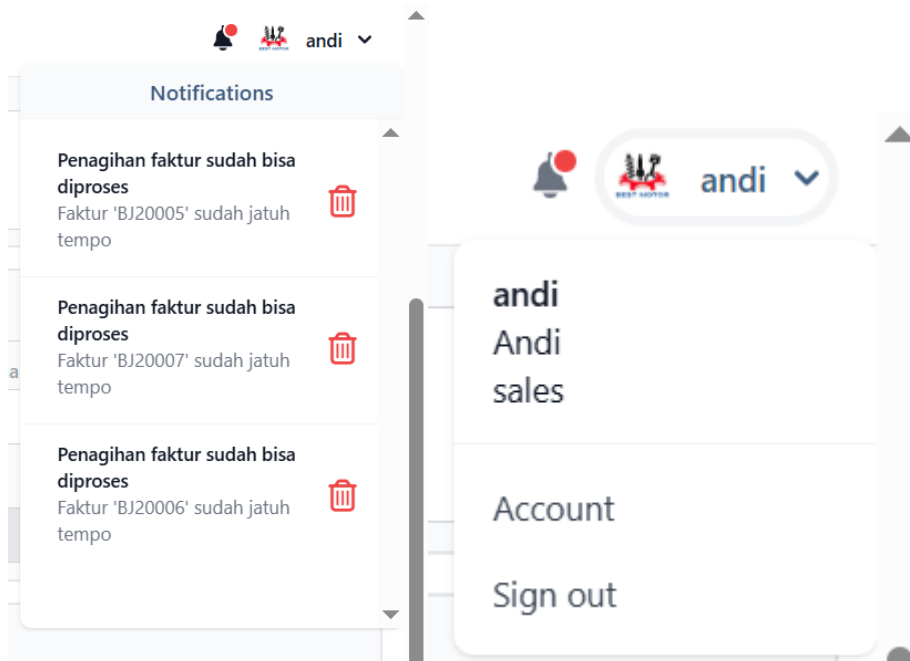 andi
Notifications
Penagihan faktur sudah bisa
diproses
Faktur 'BJ20005' sudah jatuh
tempo
Penagihan faktur sudah bisa
diproses
Faktur 'BJ20007' sudah jatuh
tempo
a
Penagihan faktur sudah bisa
diproses
Faktur 'BJ20006' sudah jatuh
tempo
BEST MOTOR
andi
andi
Andi
sales
Account
Sign out